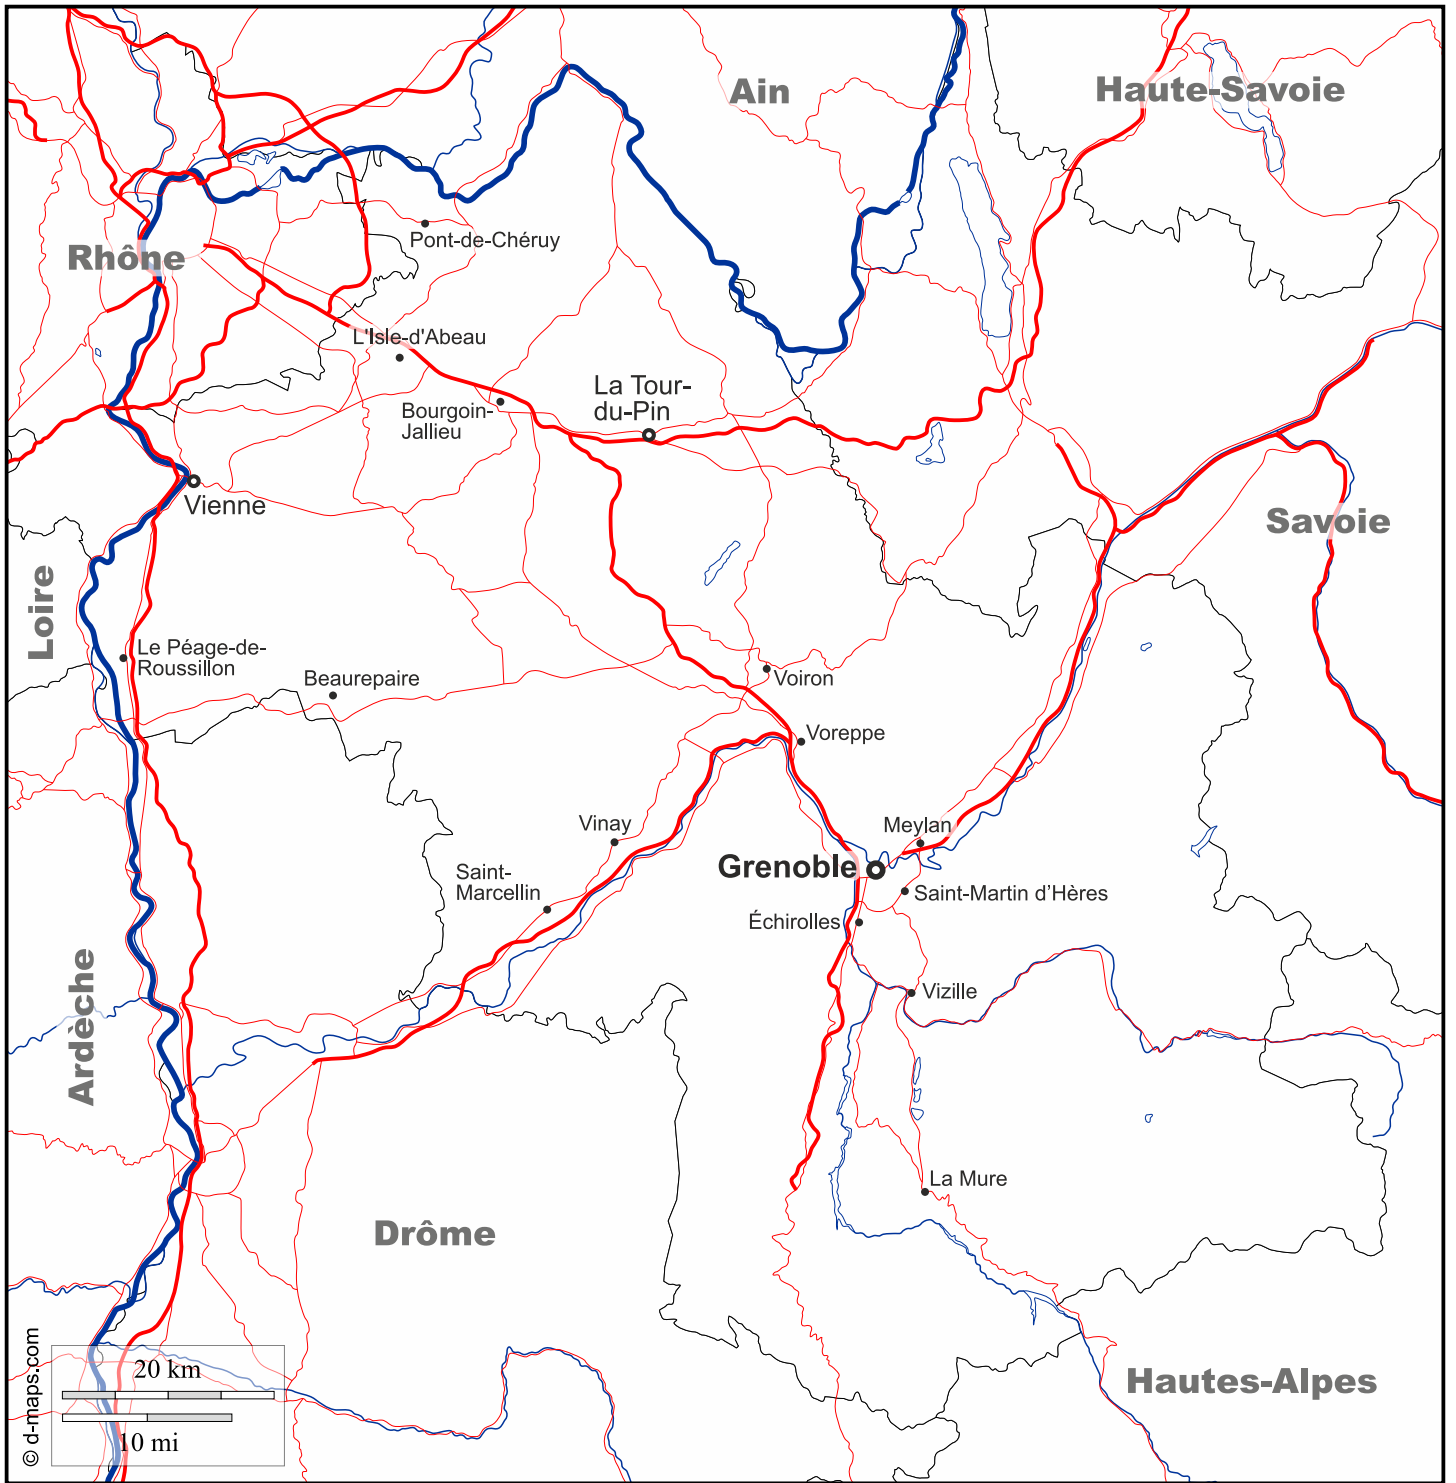 Ain
Haute-Savoie
Pont-de-Chéruy
Rhône
L'Isle-d'Abeau
La Tour-
du-Pin
Bourgoin-
Jallieu
Vienne
Savoie
Loire
Le Péage-de-
Roussillon
Beaurepaire
Voiron
Voreppe
Vinay
Meylan
Grenoble
Saint-
Marcellin
Saint-Martin d'Hères
Échirolles
Ardèche
Vizille
La Mure
Drôme
Hautes-Alpes
© d-maps.com
20 km
10 mi